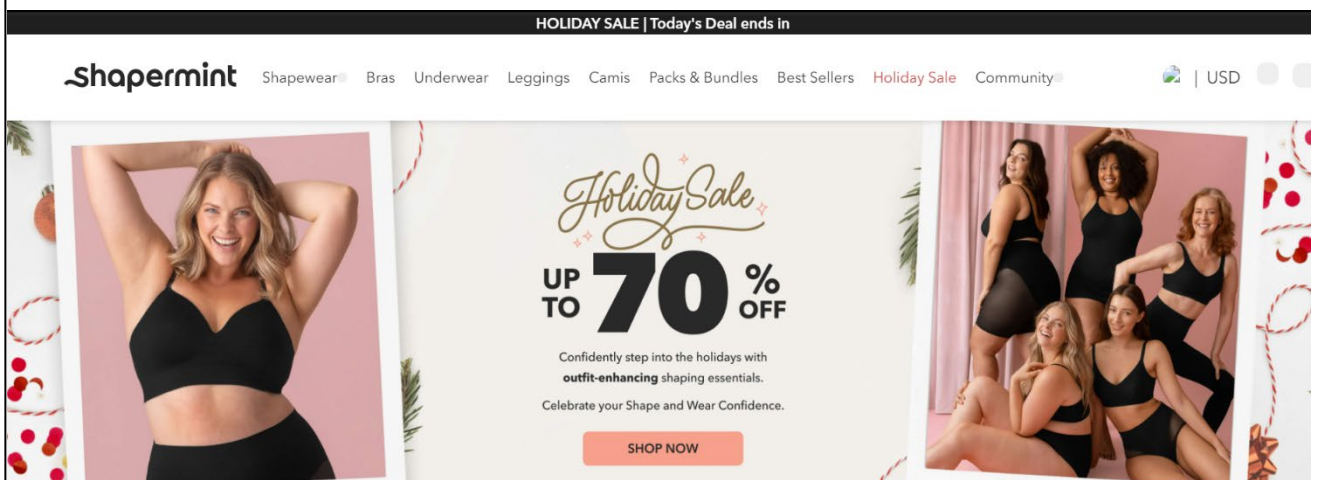 HOLIDAY SALE | Today's Deal ends in
Shapermint Shapewear Bras Underwear Leggings Camis Packs & Bundles Best Sellers Holiday Sale Community | USD
Holiday Sale
UP TO 70% OFF
Confidently step into the holidays with
outfit-enhancing shaping essentials.
Celebrate your Shape and Wear Confidence.
SHOP NOW